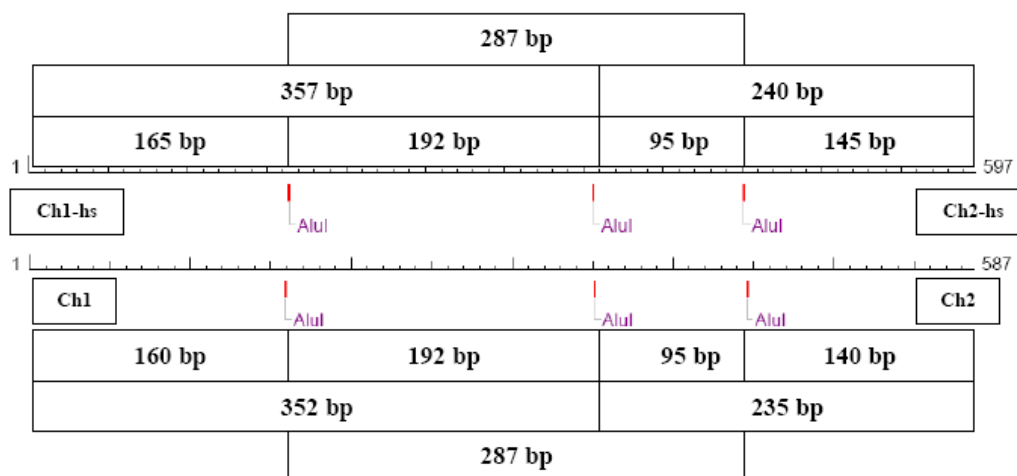 287 bp
357 bp 240 bp
165 bp 192 bp 95 bp 145 bp
1 597
Ch1-hs AluI AluI AluI Ch2-hs
1 587
Ch1 AluI AluI AluI Ch2
160 bp 192 bp 95 bp 140 bp
352 bp 235 bp
287 bp